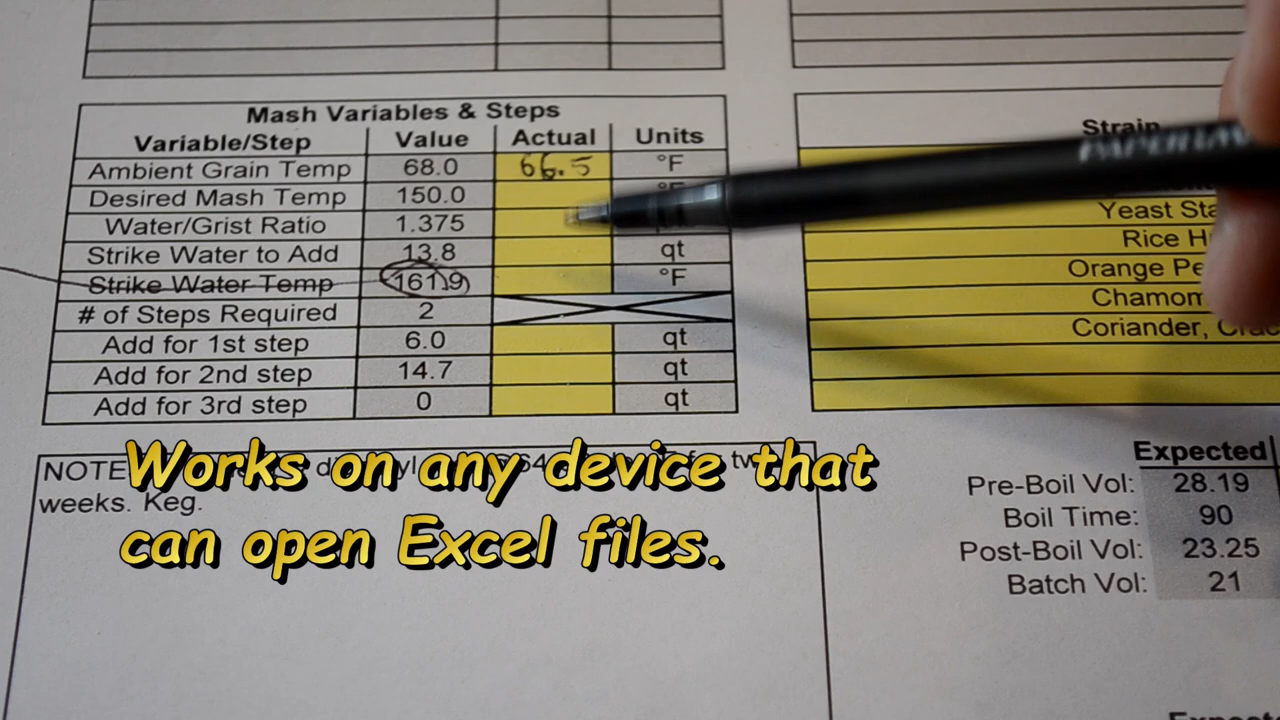 Mash Variables & Steps
Variable/Step Value Actual Units
Ambient Grain Temp 68.0 66.5 °F
Desired Mash Temp 150.0 °F
Water/Grist Ratio 1.375
Strike Water to Add 13.8 qt
Strike Water Temp 161.9 °F
# of Steps Required 2
Add for 1st step 6.0 qt
Add for 2nd step 14.7 qt
Add for 3rd step 0 qt
Strain
Yeast Sta
Rice H
Orange Pe
Chamom
Coriander,
NOTE
weeks. Keg.
Works on any device that
can open Excel files.
Expected
Pre-Boil Vol: 28.19
Boil Time: 90
Post-Boil Vol: 23.25
Batch Vol: 21